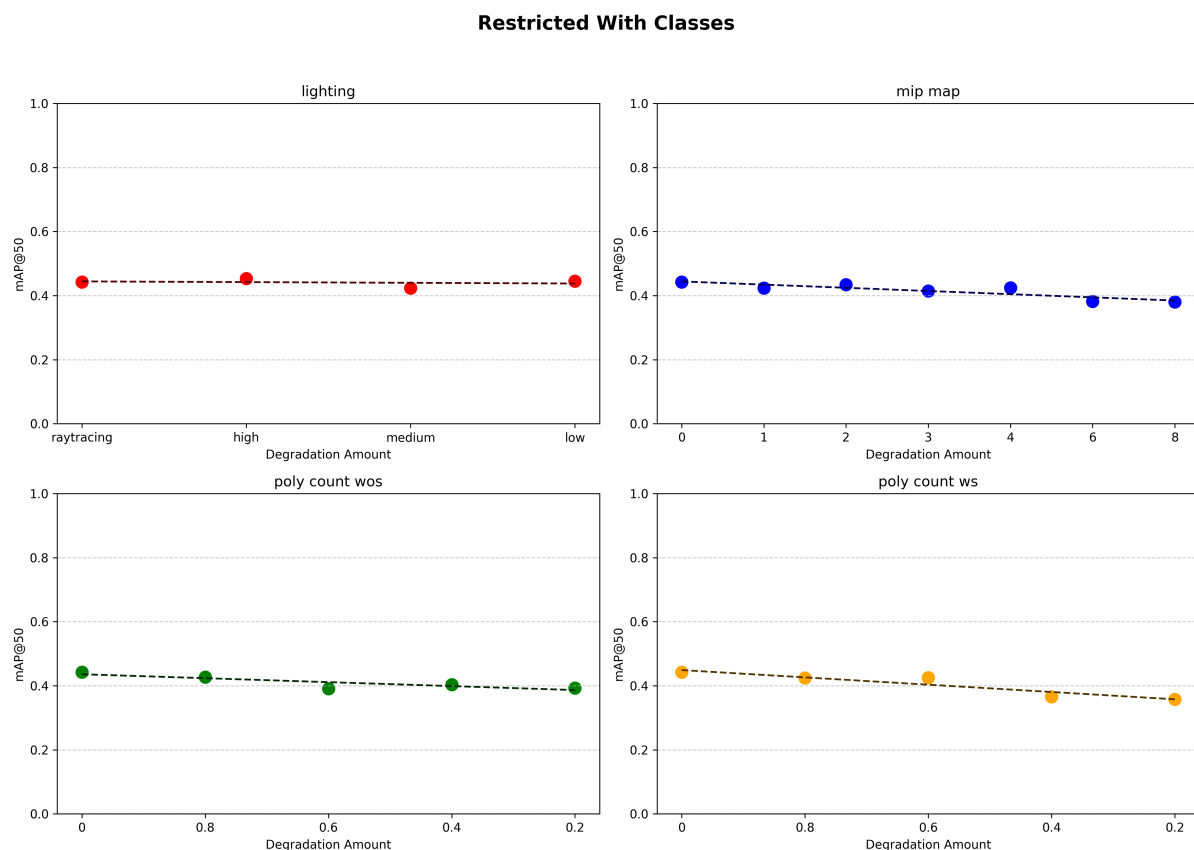 Restricted With Classes
lighting
mAP@50
1.0
0.8
0.6
0.4
0.2
0.0
raytracing high medium low
Degradation Amount
mip map
mAP@50
1.0
0.8
0.6
0.4
0.2
0.0
0 1 2 3 4 6 8
Degradation Amount
poly count wos
mAP@50
1.0
0.8
0.6
0.4
0.2
0.0
0 0.8 0.6 0.4 0.2
Degradation Amount
poly count ws
mAP@50
1.0
0.8
0.6
0.4
0.2
0.0
0 0.8 0.6 0.4 0.2
Degradation Amount